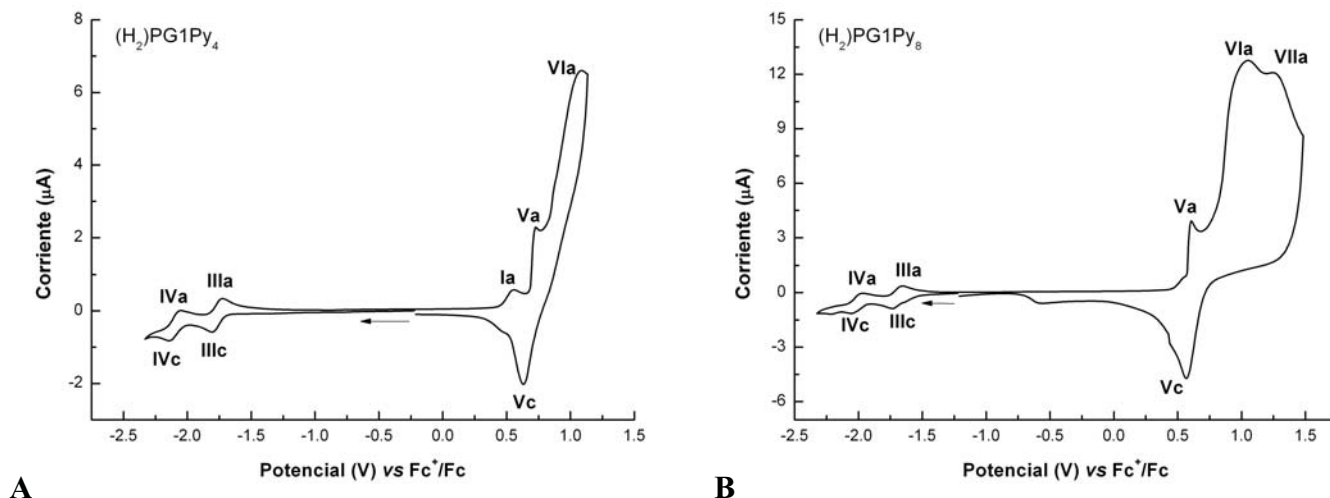 (H2)PG1Py4
8
6
4
2
0
-2
Corriente (μA)
VIa
Va
Ia
IVa
IIIa
IVc
IIIc
Vc
-2.5 -2.0 -1.5 -1.0 -0.5 0.0 0.5 1.0 1.5
Potencial (V) vs Fc+/Fc
A
(H2)PG1Py8
15
12
9
6
3
0
-3
-6
Corriente (μA)
VIa
VIIa
Va
IVa
IIIa
IVc
IIIc
Vc
-2.5 -2.0 -1.5 -1.0 -0.5 0.0 0.5 1.0 1.5
Potencial (V) vs Fc+/Fc
B